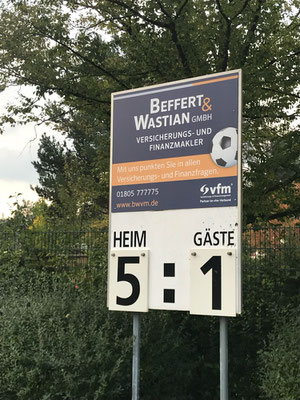 BEFFERT &
WASTIAN GMBH
VERSICHERUNGS- UND
FINANZMAKLER
Mit uns punkten Sie in allen
Versicherungs- und Finanzfragen.
01805 777775
www.bwvm.de
vfm
HEIM GÄSTE
5 : 1